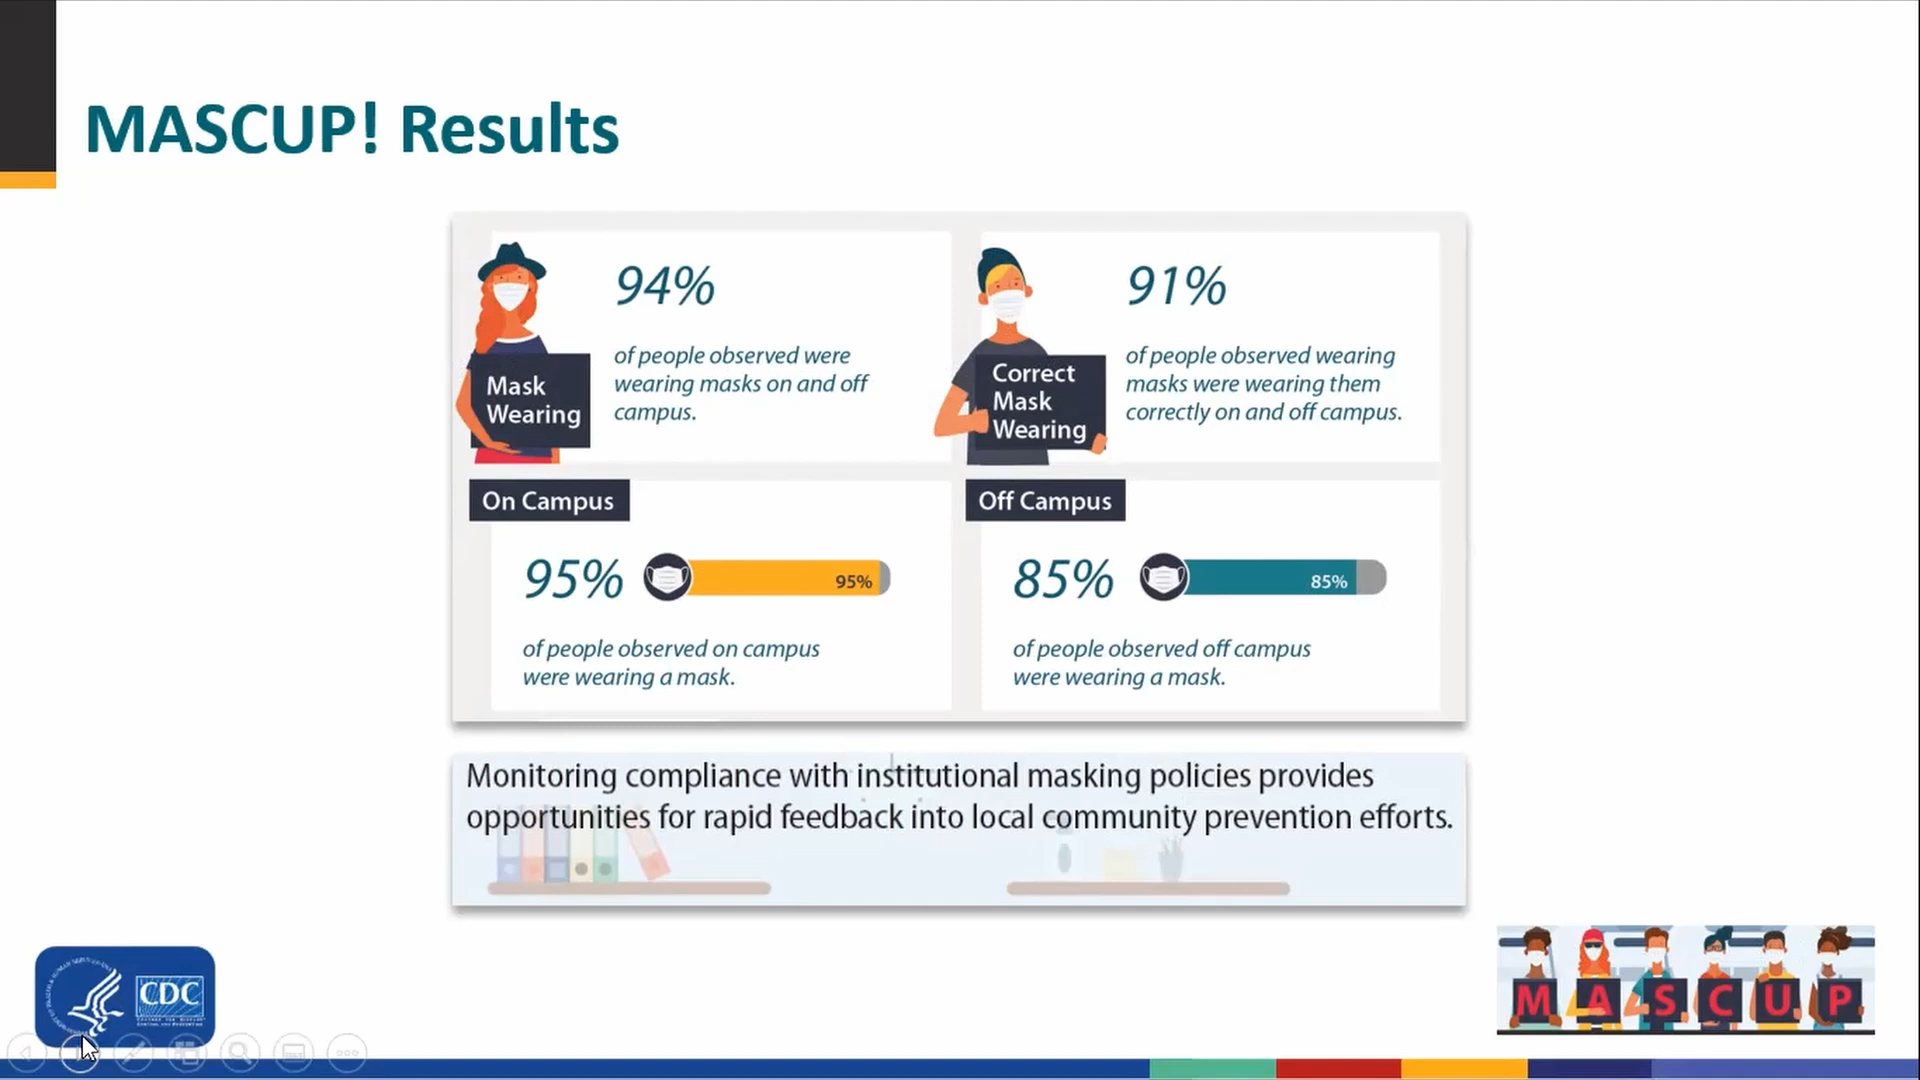 MASCUP! Results
94%
of people observed were
wearing masks on and off
campus.
Mask
Wearing
91%
of people observed wearing
masks were wearing them
correctly on and off campus.
Correct
Mask
Wearing
On Campus
95%
95%
of people observed on campus
were wearing a mask.
Off Campus
85%
85%
of people observed off campus
were wearing a mask.
Monitoring compliance with institutional masking policies provides
opportunities for rapid feedback into local community prevention efforts.
CDC
MASCUP